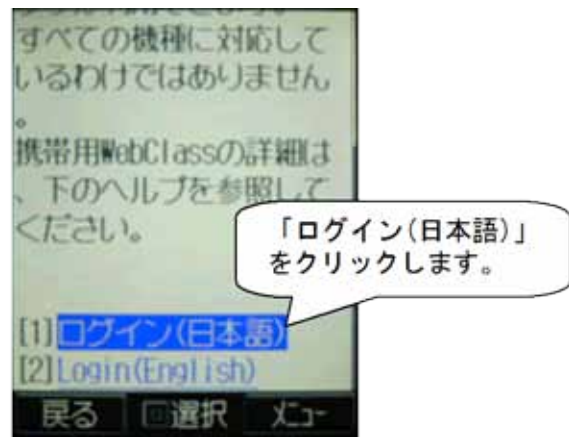 すべての機種に対応して
いるわけではありません
。
携帯用WebClassの詳細は
、下のヘルプを参照して
ください。
「ログイン(日本語)」
をクリックします。
[1]ログイン(日本語)
[2]Login(English)
戻る 選択 メニュー